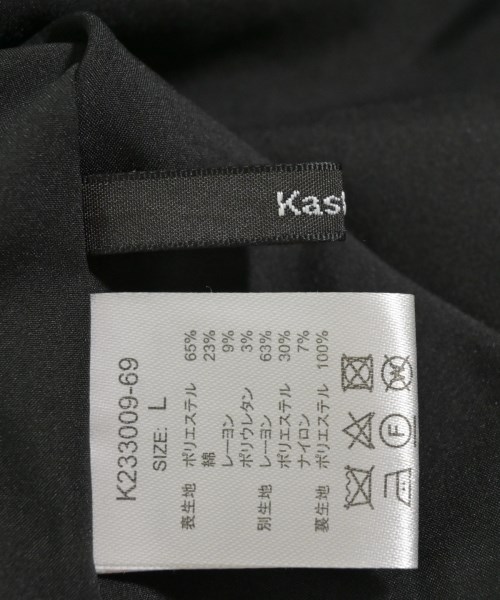 Kas
K233009-69
SIZE: L
表生地 ポリエステル 65%
綿 23%
レーヨン 9%
ポリウレタン 3%
別生地 レーヨン 63%
ポリエステル 30%
ナイロン 7%
裏生地 ポリエステル 100%
F